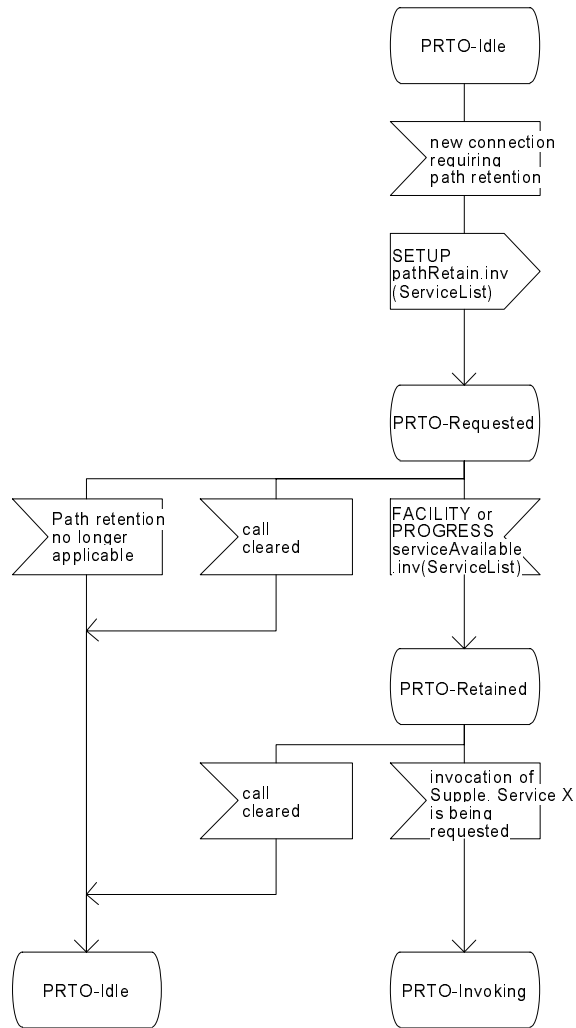 PRTO-Idle
new connection
requiring
path retention
SETUP
pathRetain.inv
(ServiceList)
PRTO-Requested
Path retention
no longer
applicable
call
cleared
FACILITY or
PROGRESS
serviceAvailable
.inv(ServiceList)
PRTO-Retained
call
cleared
invocation of
Supple. Service X
is being
requested
PRTO-Idle
PRTO-Invoking